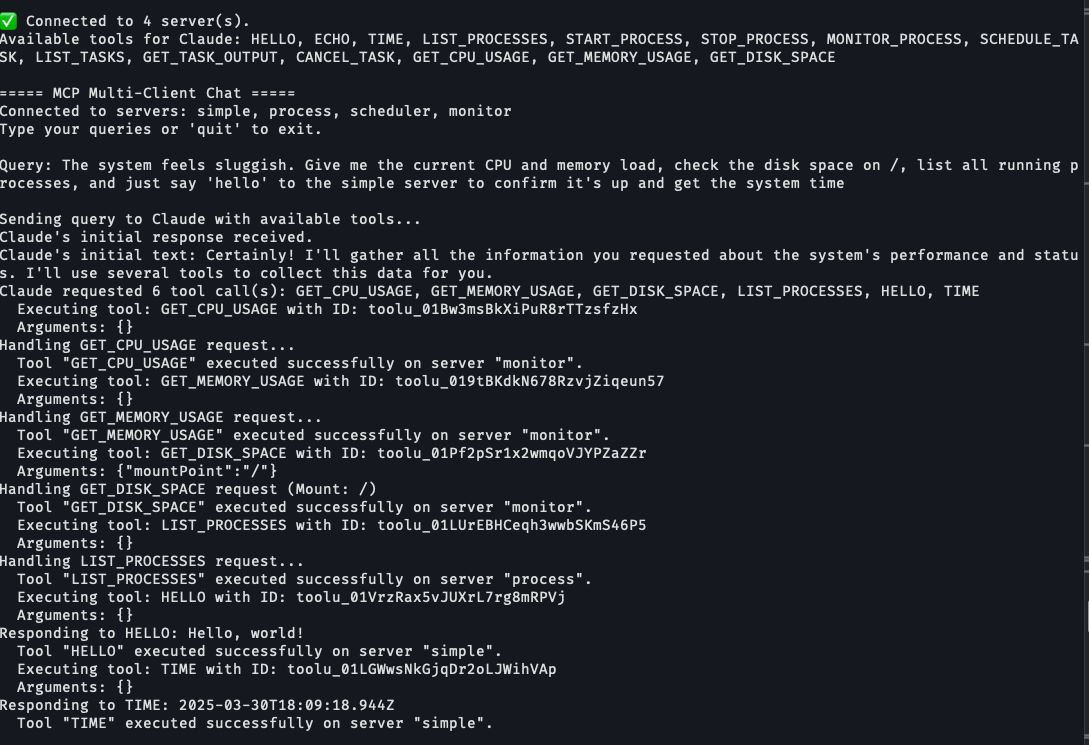 ✅ Connected to 4 server(s).
Available tools for Claude: HELLO, ECHO, TIME, LIST_PROCESSES, START_PROCESS, STOP_PROCESS, MONITOR_PROCESS, SCHEDULE_TA
SK, LIST_TASKS, GET_TASK_OUTPUT, CANCEL_TASK, GET_CPU_USAGE, GET_MEMORY_USAGE, GET_DISK_SPACE
===== MCP Multi-Client Chat =====
Connected to servers: simple, process, scheduler, monitor
Type your queries or 'quit' to exit.
Query: The system feels sluggish. Give me the current CPU and memory load, check the disk space on /, list all running p
rocesses, and just say 'hello' to the simple server to confirm it's up and get the system time
Sending query to Claude with available tools...
Claude's initial response received.
Claude's initial text: Certainly! I'll gather all the information you requested about the system's performance and statu
s. I'll use several tools to collect this data for you.
Claude requested 6 tool call(s): GET_CPU_USAGE, GET_MEMORY_USAGE, GET_DISK_SPACE, LIST_PROCESSES, HELLO, TIME
  Executing tool: GET_CPU_USAGE with ID: toolu_01Bw3msBkXiPuR8rTTzsfzHx
  Arguments: {}
Handling GET_CPU_USAGE request...
  Tool "GET_CPU_USAGE" executed successfully on server "monitor".
  Executing tool: GET_MEMORY_USAGE with ID: toolu_019tBKdkN678RzvjZiqeun57
  Arguments: {}
Handling GET_MEMORY_USAGE request...
  Tool "GET_MEMORY_USAGE" executed successfully on server "monitor".
  Executing tool: GET_DISK_SPACE with ID: toolu_01Pf2pSr1x2wmqoVJYPZaZZr
  Arguments: {"mountPoint":"/"}
Handling GET_DISK_SPACE request (Mount: /)
  Tool "GET_DISK_SPACE" executed successfully on server "monitor".
  Executing tool: LIST_PROCESSES with ID: toolu_01LUrEBHCeqh3wwbSKmS46P5
  Arguments: {}
Handling LIST_PROCESSES request...
  Tool "LIST_PROCESSES" executed successfully on server "process".
  Executing tool: HELLO with ID: toolu_01VrzRax5vJUXrL7rg8mRPVj
  Arguments: {}
Responding to HELLO: Hello, world!
  Tool "HELLO" executed successfully on server "simple".
  Executing tool: TIME with ID: toolu_01LGWwsNkGjqDr2oLJWihVAp
  Arguments: {}
Responding to TIME: 2025-03-30T18:09:18.944Z
  Tool "TIME" executed successfully on server "simple".